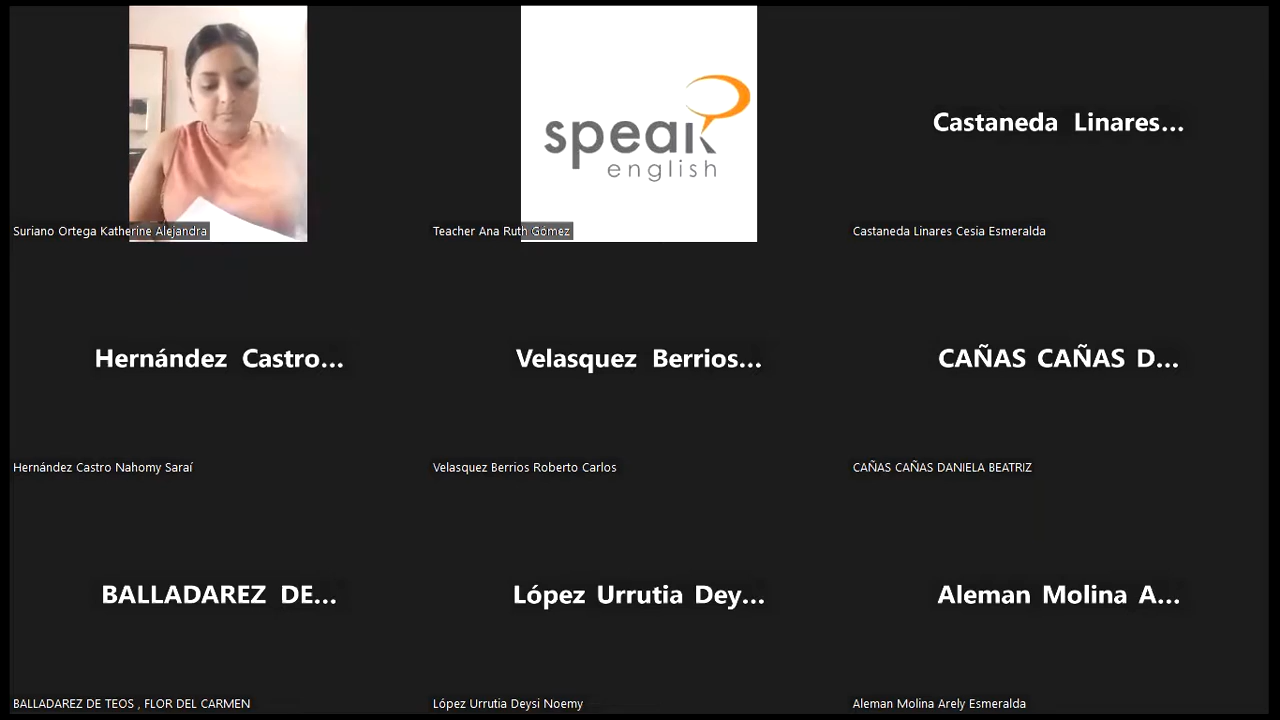 speak
english
Castaneda Linares...
Suriano Ortega Katherine Alejandra
Teacher Ana Ruth Gómez
Castaneda Linares Cesia Esmeralda
Hernández Castro...
Velasquez Berrios...
CAÑAS CAÑAS D...
Hernández Castro Nahomy Saraí
Velasquez Berrios Roberto Carlos
CAÑAS CAÑAS DANIELA BEATRIZ
BALLADAREZ DE...
López Urrutia Dey...
Aleman Molina A...
BALLADAREZ DE TEOS , FLOR DEL CARMEN
López Urrutia Deysi Noemy
Aleman Molina Arely Esmeralda